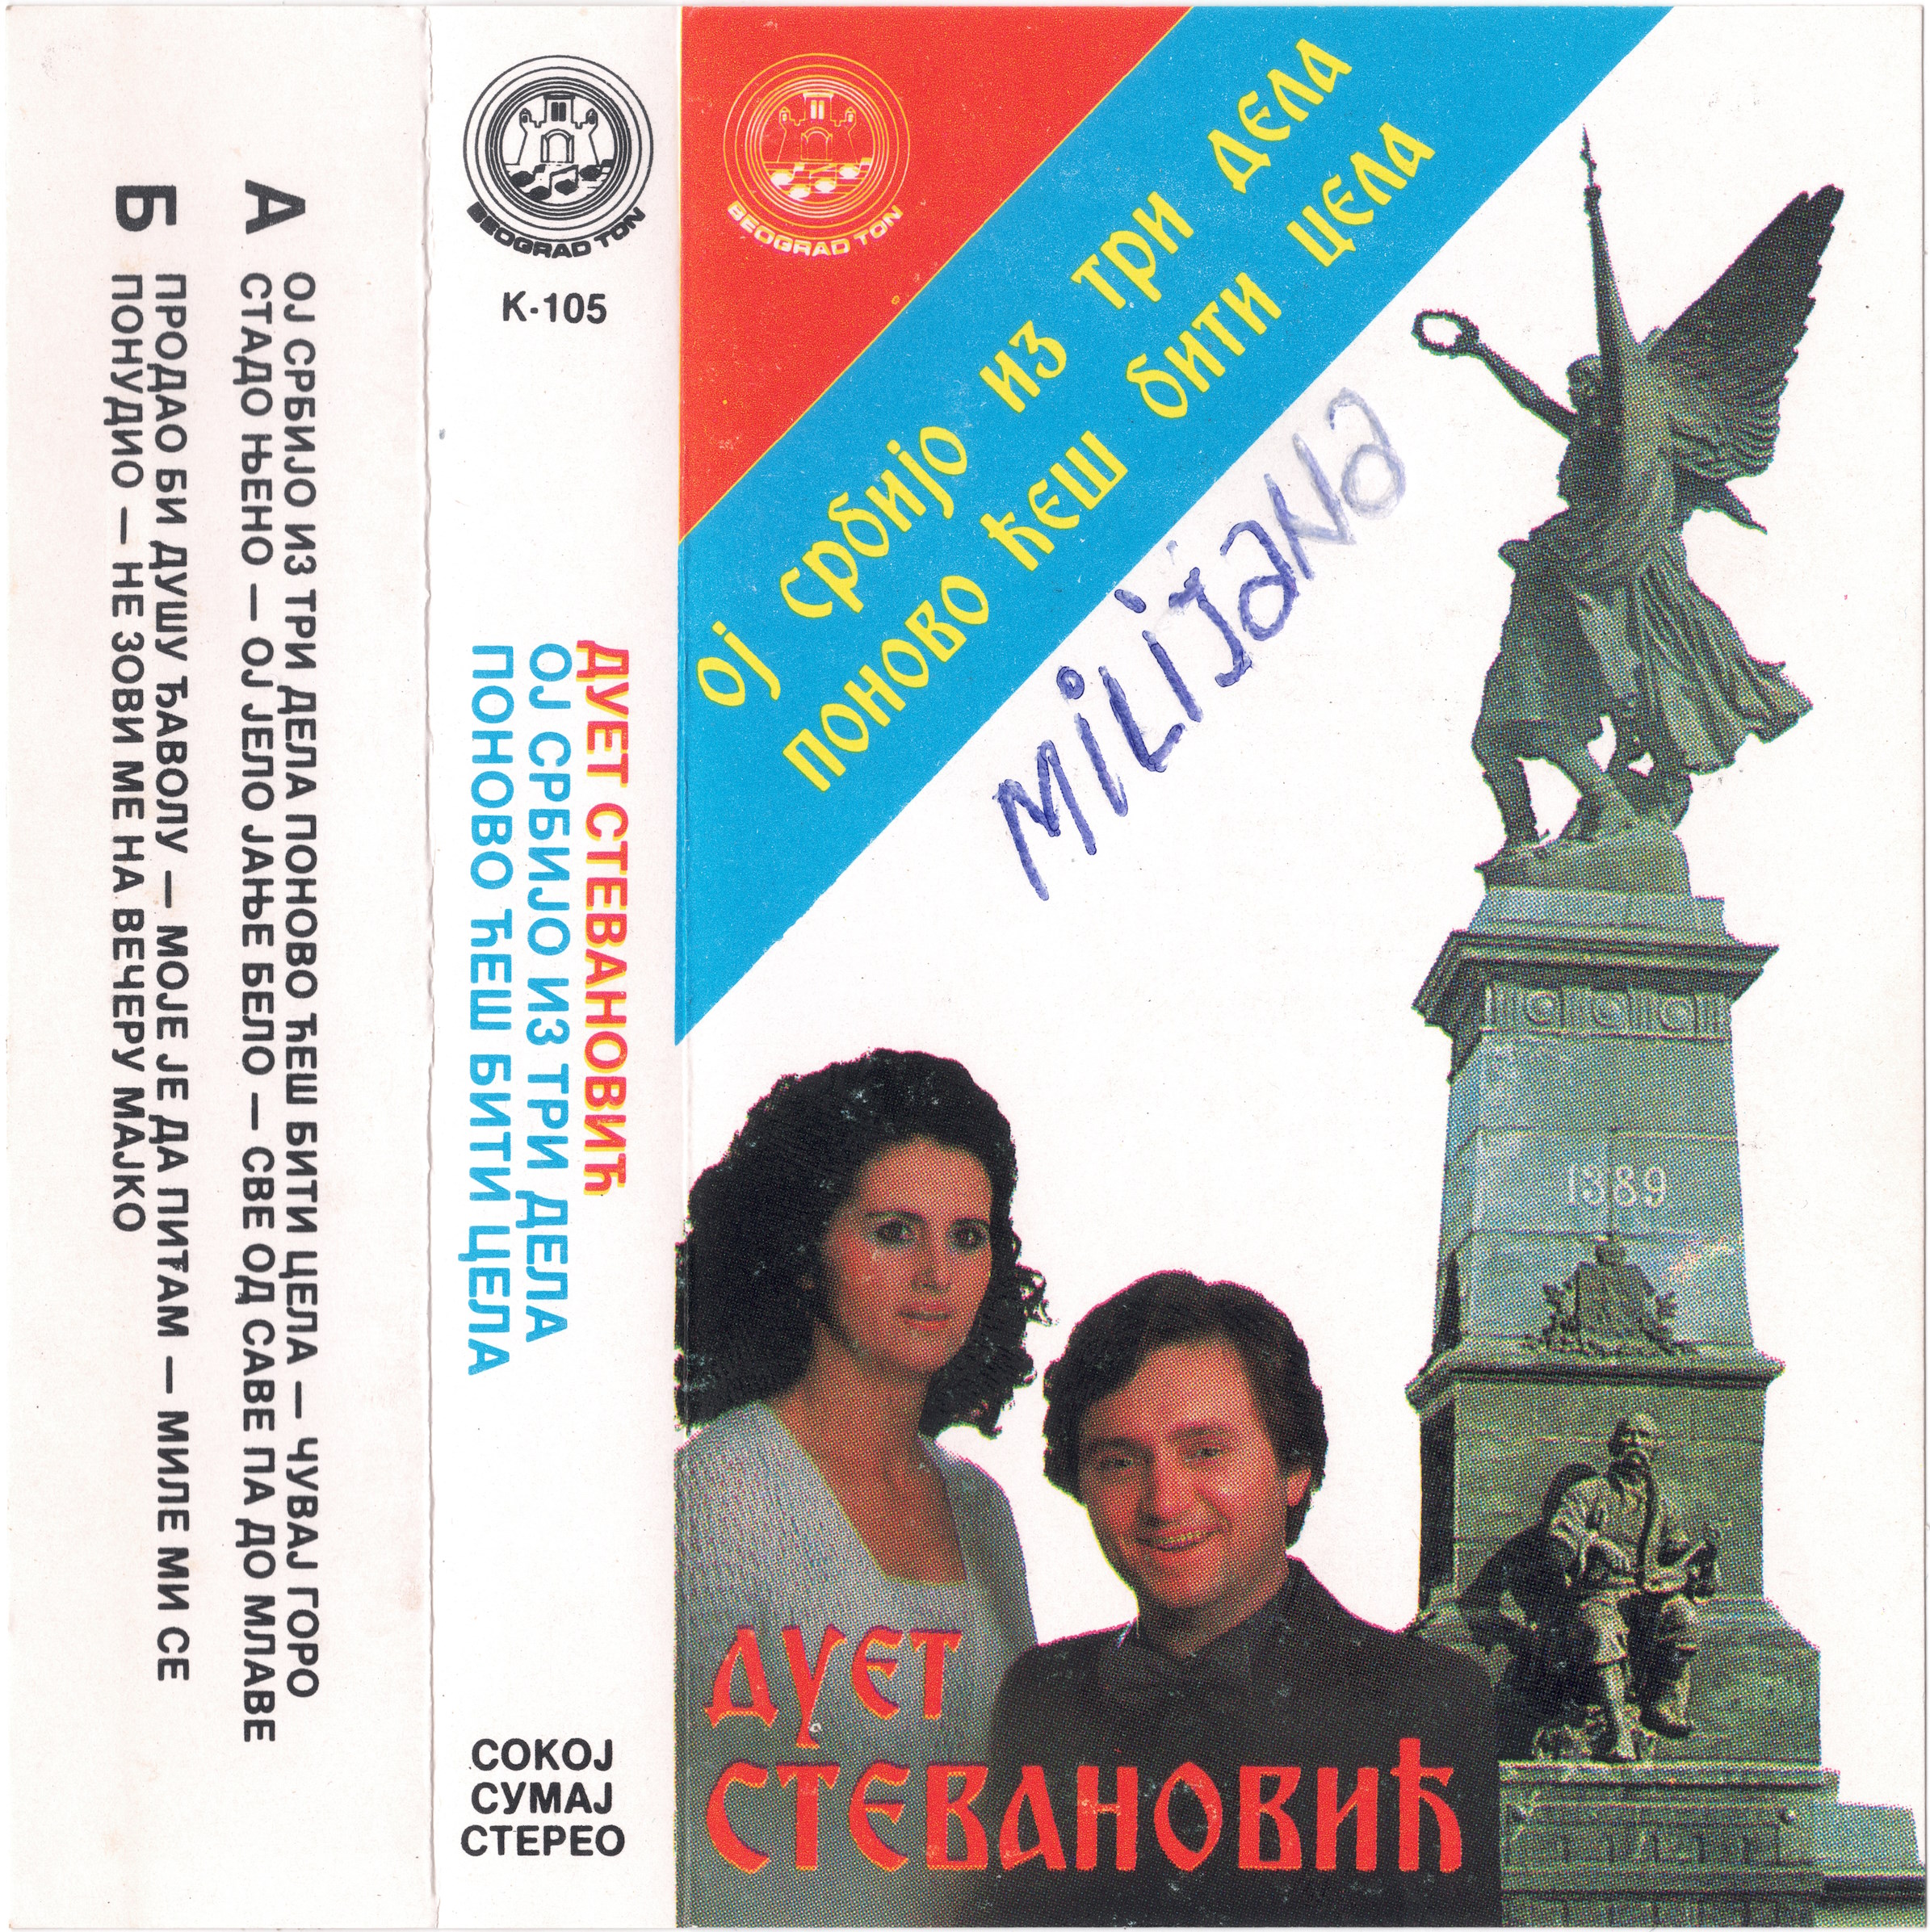 А
ОЈ СРБИЈО ИЗ ТРИ ДЕЛА ПОНОВО ЋЕШ БИТИ ЦЕЛА — ЧУВАЈ ГОРО
СТАДО ЊЕНО — ОЈ ЈЕЛО ЈАЊЕ БЕЛО — СВЕ ОД САВЕ ПА ДО МЛАВЕ
Б
ПРОДАО БИ ДУШУ ЂАВОЛУ — МОЈЕ ЈЕ ДА ПИТАМ — МИЛЕ МИ СЕ
ПОНУДИО — НЕ ЗОВИ МЕ НА ВЕЧЕРУ МАЈКО
BEOGRAD TON
K-105
ДУЕТ СТЕВАНОВИЋ
ОЈ СРБИЈО ИЗ ТРИ ДЕЛА
ПОНОВО ЋЕШ БИТИ ЦЕЛА
СОКОЈ
СУМАЈ
СТЕРЕО
BEOGRAD TON
ој србијо из три дела
поново ћеш бити цела
MiLiJaNa
1889
ДУЕТ
СТЕВАНОВИЋ